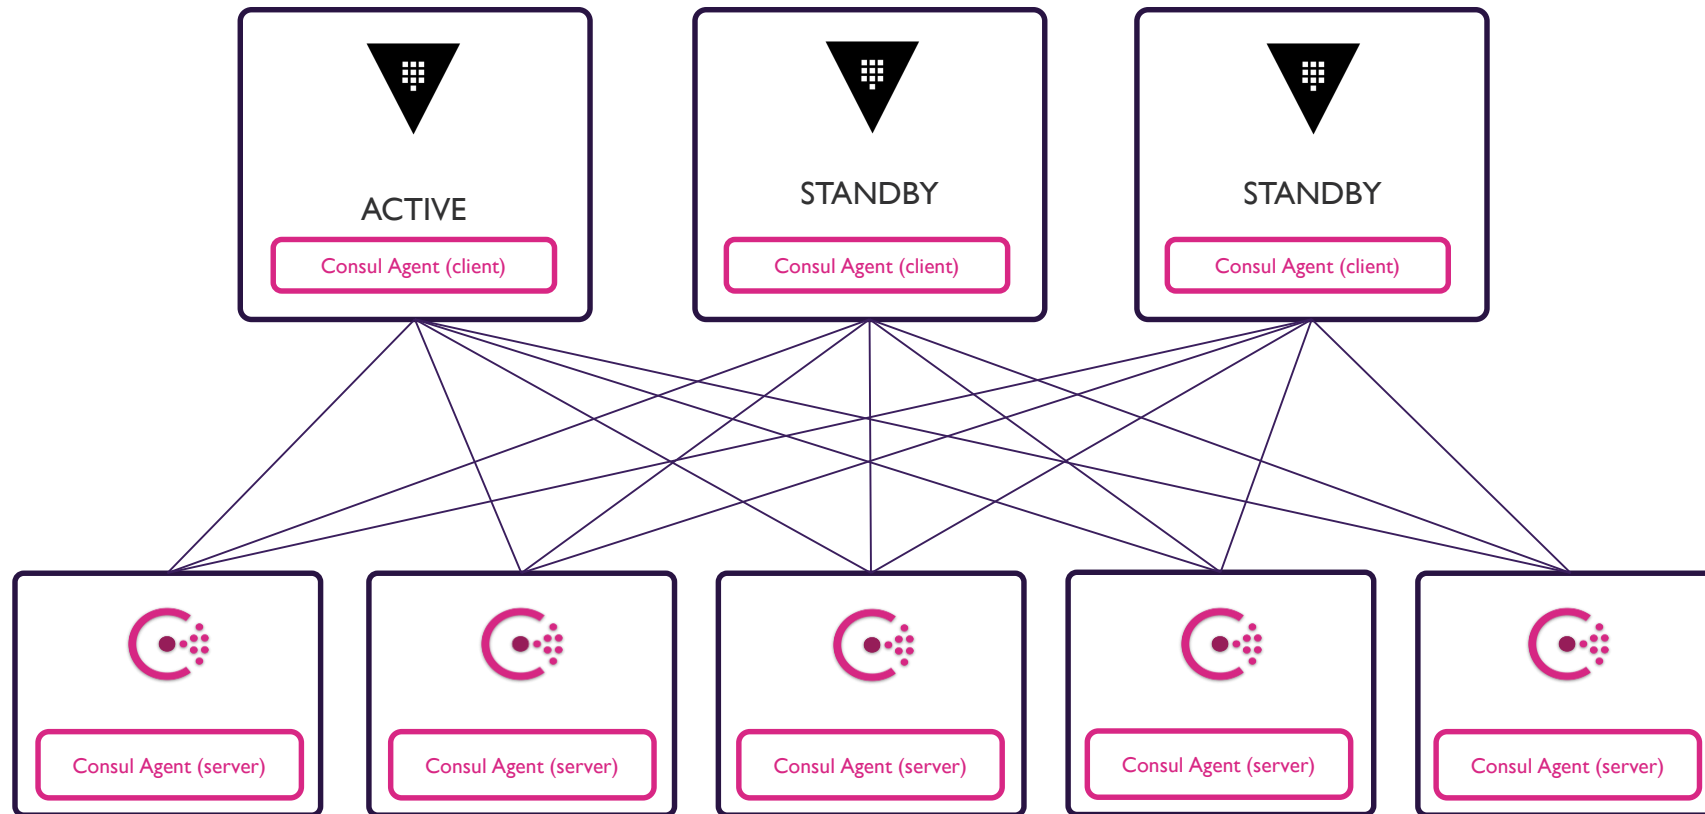 ACTIVE
STANDBY
STANDBY
Consul Agent (client)
Consul Agent (client)
Consul Agent (client)
Consul Agent (server)
Consul Agent (server)
Consul Agent (server)
Consul Agent (server)
Consul Agent (server)